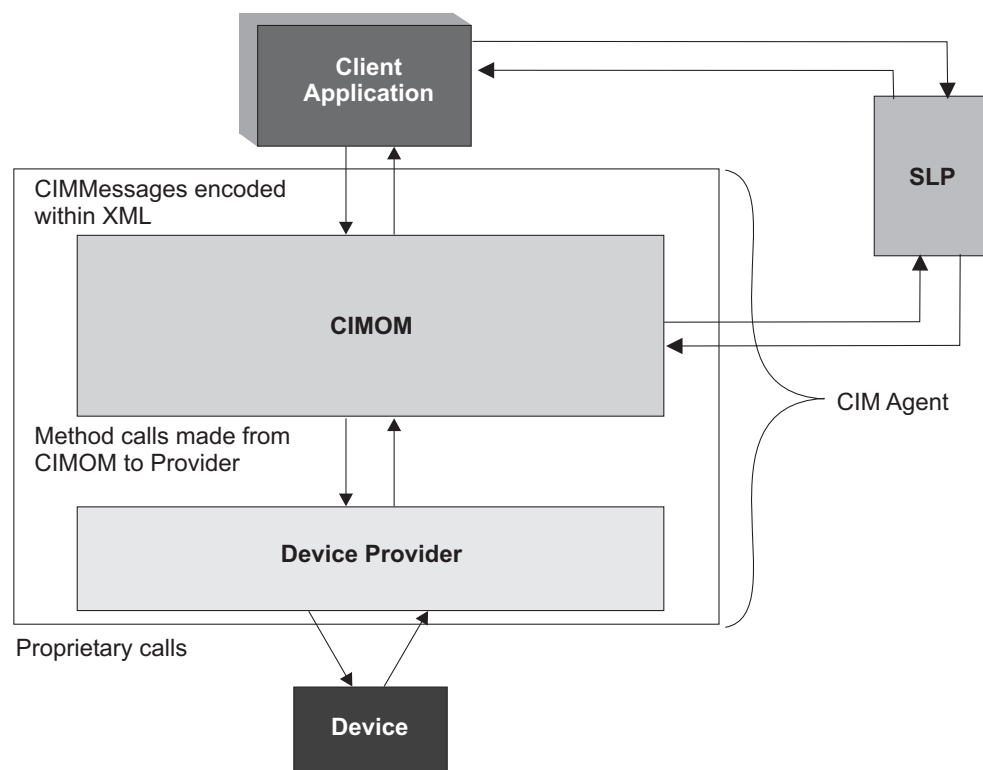 Client
Application
SLP
CIMMessages encoded
within XML
CIMOM
CIM Agent
Method calls made from
CIMOM to Provider
Device Provider
Proprietary calls
Device